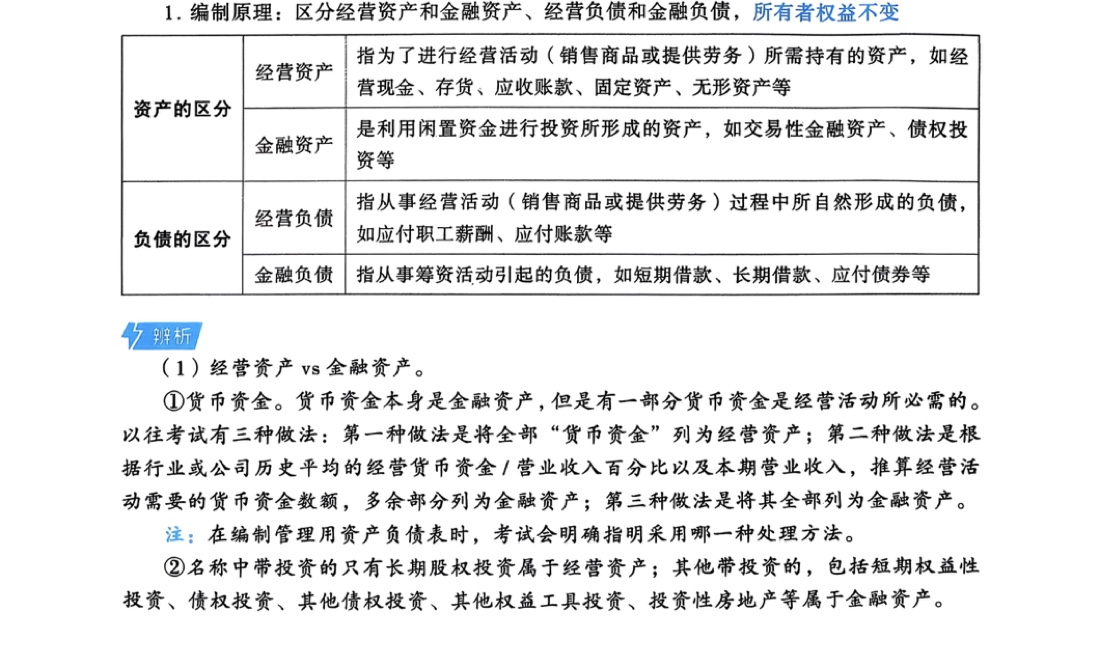 1. 编制原理：区分经营资产和金融资产、经营负债和金融负债，所有者权益不变
资产的区分
经营资产
指为了进行经营活动（销售商品或提供劳务）所需持有的资产，如经
营现金、存货、应收账款、固定资产、无形资产等
金融资产
是利用闲置资金进行投资所形成的资产，如交易性金融资产、债权投
资等
负债的区分
经营负债
指从事经营活动（销售商品或提供劳务）过程中所自然形成的负债，
如应付职工薪酬、应付账款等
金融负债
指从事筹资活动引起的负债，如短期借款、长期借款、应付债券等
辨析
（1）经营资产 vs 金融资产。
①货币资金。货币资金本身是金融资产，但是有一部分货币资金是经营活动所必需的。
以往考试有三种做法：第一种做法是将全部“货币资金”列为经营资产；第二种做法是根
据行业或公司历史平均的经营货币资金/营业收入百分比以及本期营业收入，推算经营活
动需要的货币资金数额，多余部分列为金融资产；第三种做法是将其全部列为金融资产。
注：在编制管理用资产负债表时，考试会明确指明采用哪一种处理方法。
②名称中带投资的只有长期股权投资属于经营资产；其他带投资的，包括短期权益性
投资、债权投资、其他债权投资、其他权益工具投资、投资性房地产等属于金融资产。